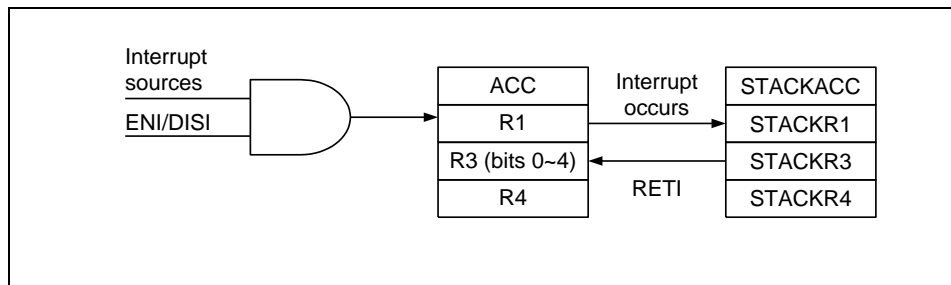 Interrupt
sources
ENI/DISI
ACC
R1
R3 (bits 0~4)
R4
Interrupt
occurs
RETI
STACKACC
STACKR1
STACKR3
STACKR4